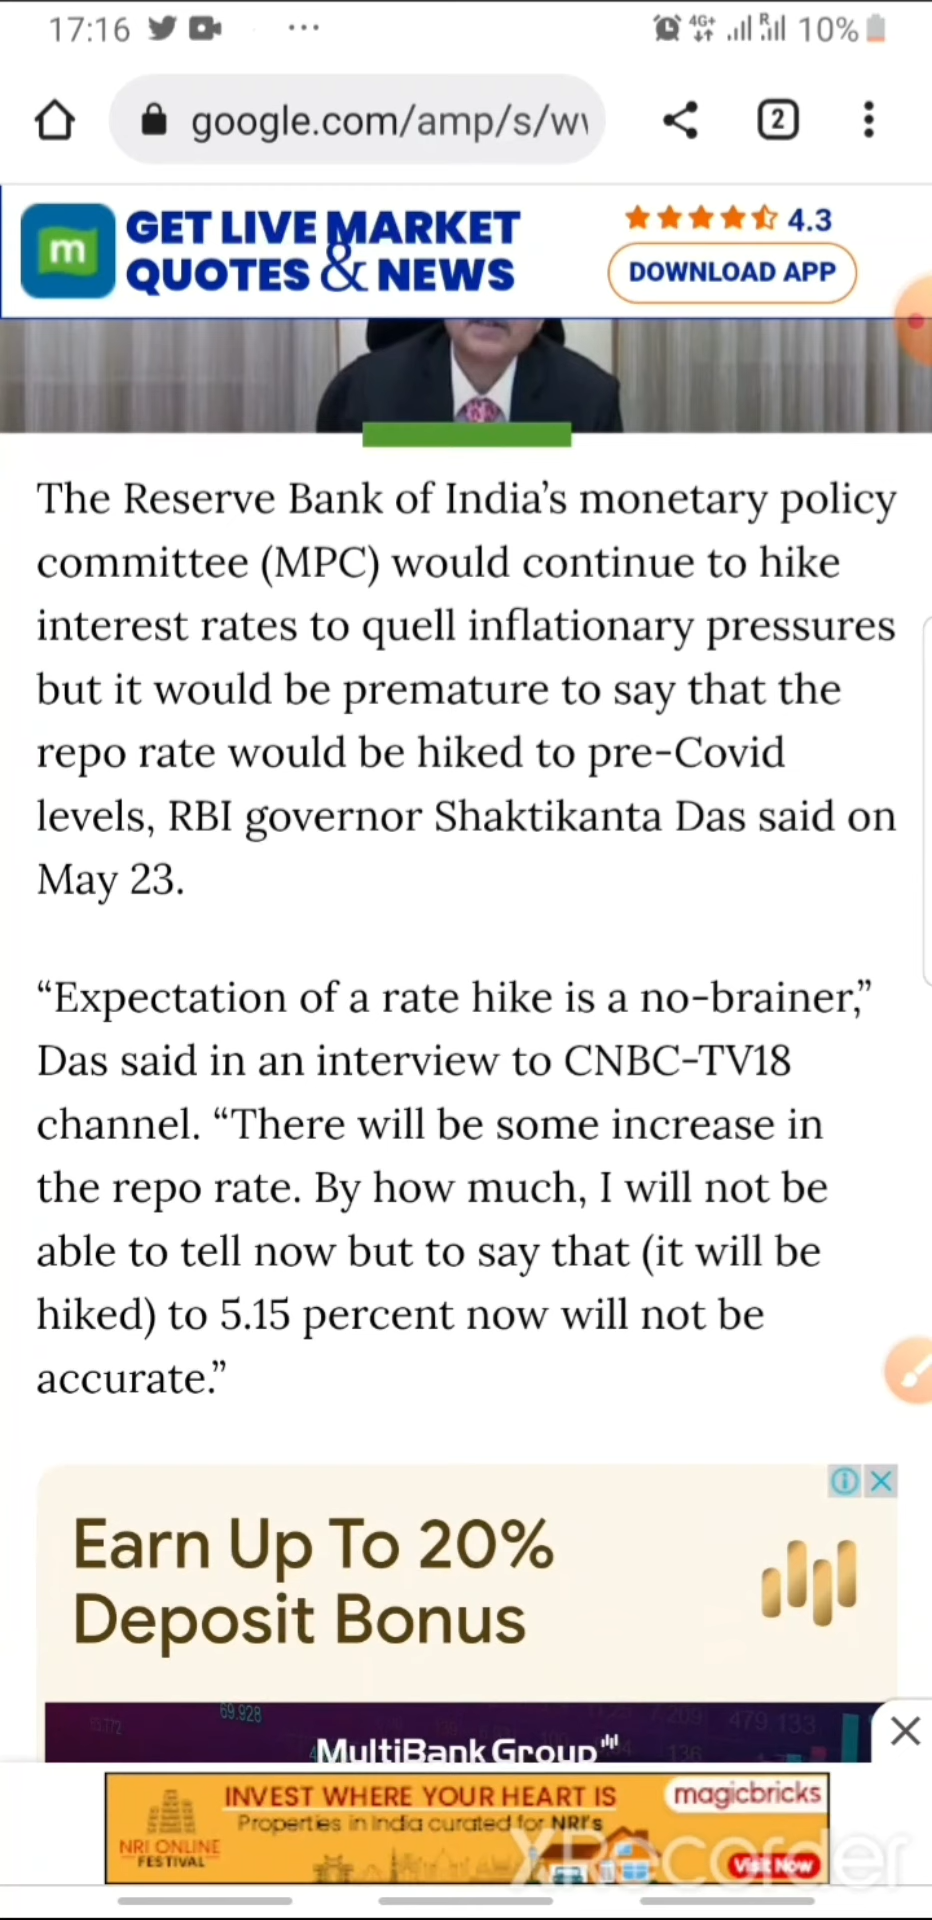 17:16 ... 4G+ R 10%
google.com/amp/s/w
m GET LIVE MARKET
QUOTES & NEWS
4.3
DOWNLOAD APP
The Reserve Bank of India’s monetary policy
committee (MPC) would continue to hike
interest rates to quell inflationary pressures
but it would be premature to say that the
repo rate would be hiked to pre-Covid
levels, RBI governor Shaktikanta Das said on
May 23.
“Expectation of a rate hike is a no-brainer,”
Das said in an interview to CNBC-TV18
channel. “There will be some increase in
the repo rate. By how much, I will not be
able to tell now but to say that (it will be
hiked) to 5.15 percent now will not be
accurate.”
Earn Up To 20%
Deposit Bonus
69.928
479.133
MultiBank Group
INVEST WHERE YOUR HEART IS
magicbricks
Properties in India curated for NRI's
NRI ONLINE
FESTIVAL
Visit Now
XRecorder
2